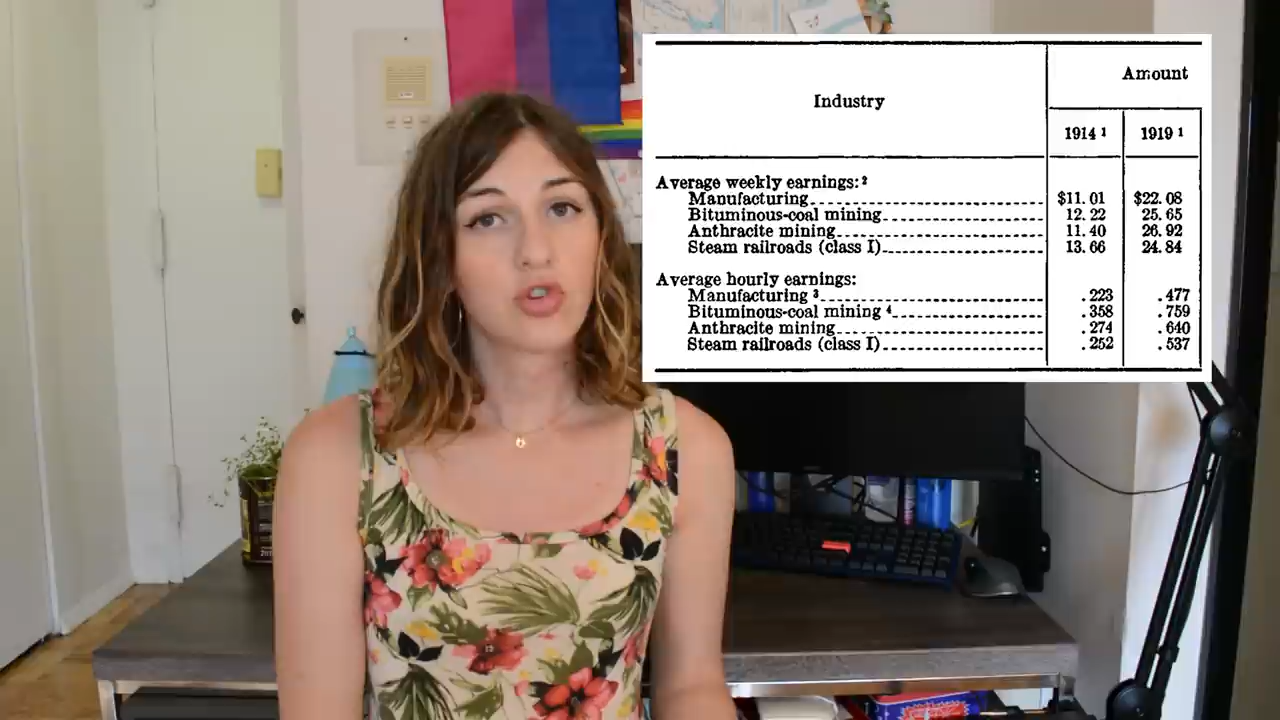 Industry
Amount
1914 1
1919 1
Average weekly earnings: 2
Manufacturing $11.01 $22.08
Bituminous-coal mining 12.22 25.65
Anthracite mining 11.40 26.92
Steam railroads (class I) 13.66 24.84
Average hourly earnings:
Manufacturing 3 .223 .477
Bituminous-coal mining 4 .358 .759
Anthracite mining .274 .640
Steam railroads (class I) .252 .537